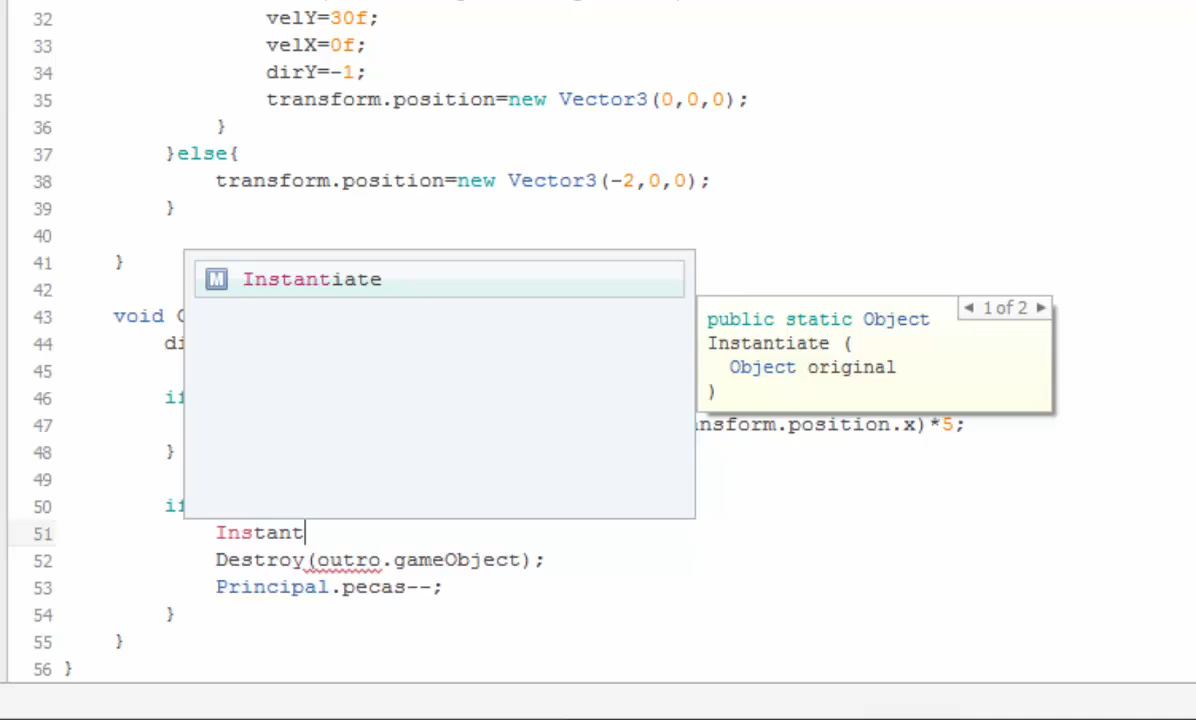 32 velY=30f;
33 velX=0f;
34 dirY=-1;
35 transform.position=new Vector3(0,0,0);
36 }
37 }else{
38 transform.position=new Vector3(-2,0,0);
39 }
40
41 }
42
43 void
44 di
45
46 if
47 nsform.position.x)*5;
48 }
49
50 if
51 Instant
52 Destroy(outro.gameObject);
53 Principal.pecas--;
54 }
55 }
56 }
M Instantiate
1 of 2
public static Object
Instantiate (
Object original
)